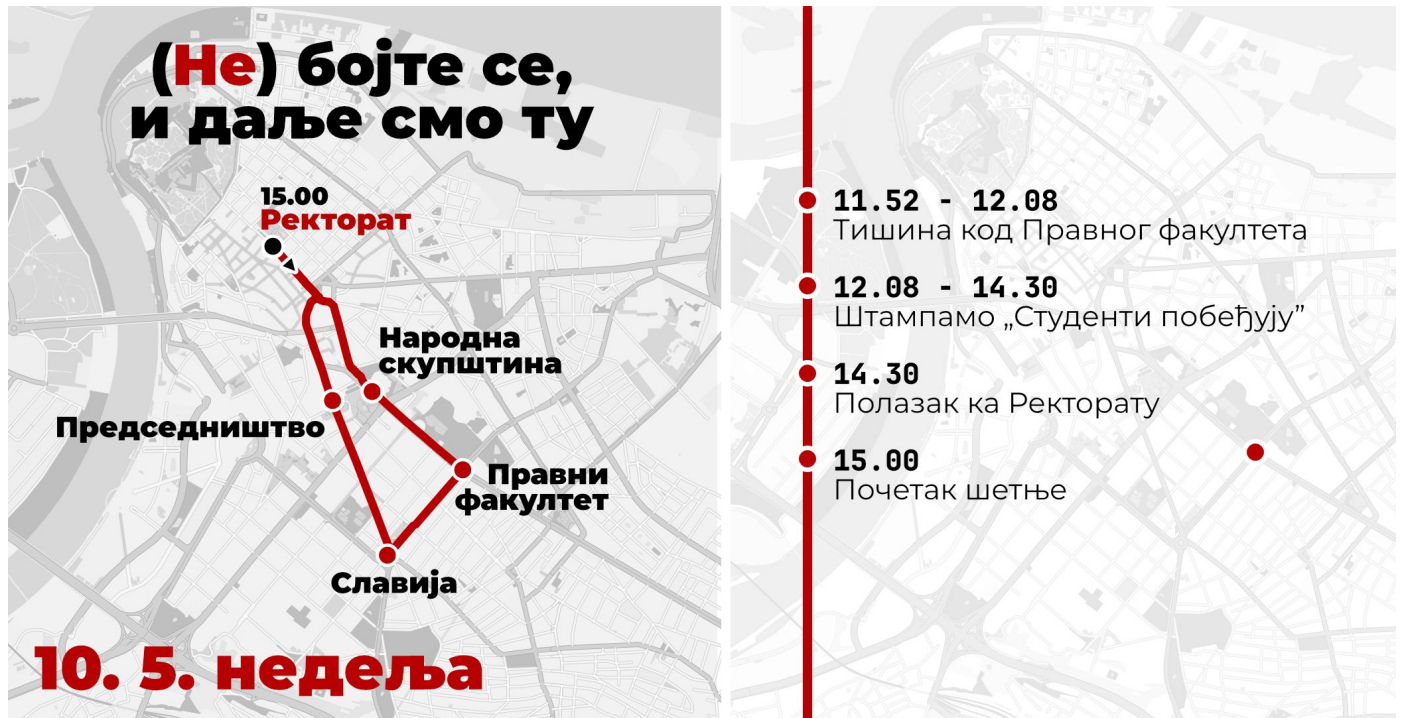 (Не) бојте се,
и даље смо ту
15.00
Ректорат
Народна
скупштина
Председништво
Правни
факултет
Славија
10. 5. недеља
11.52 - 12.08
Тишина код Правног факултета
12.08 - 14.30
Штампамо „Студенти побеђују”
14.30
Полазак ка Ректорату
15.00
Почетак шетње